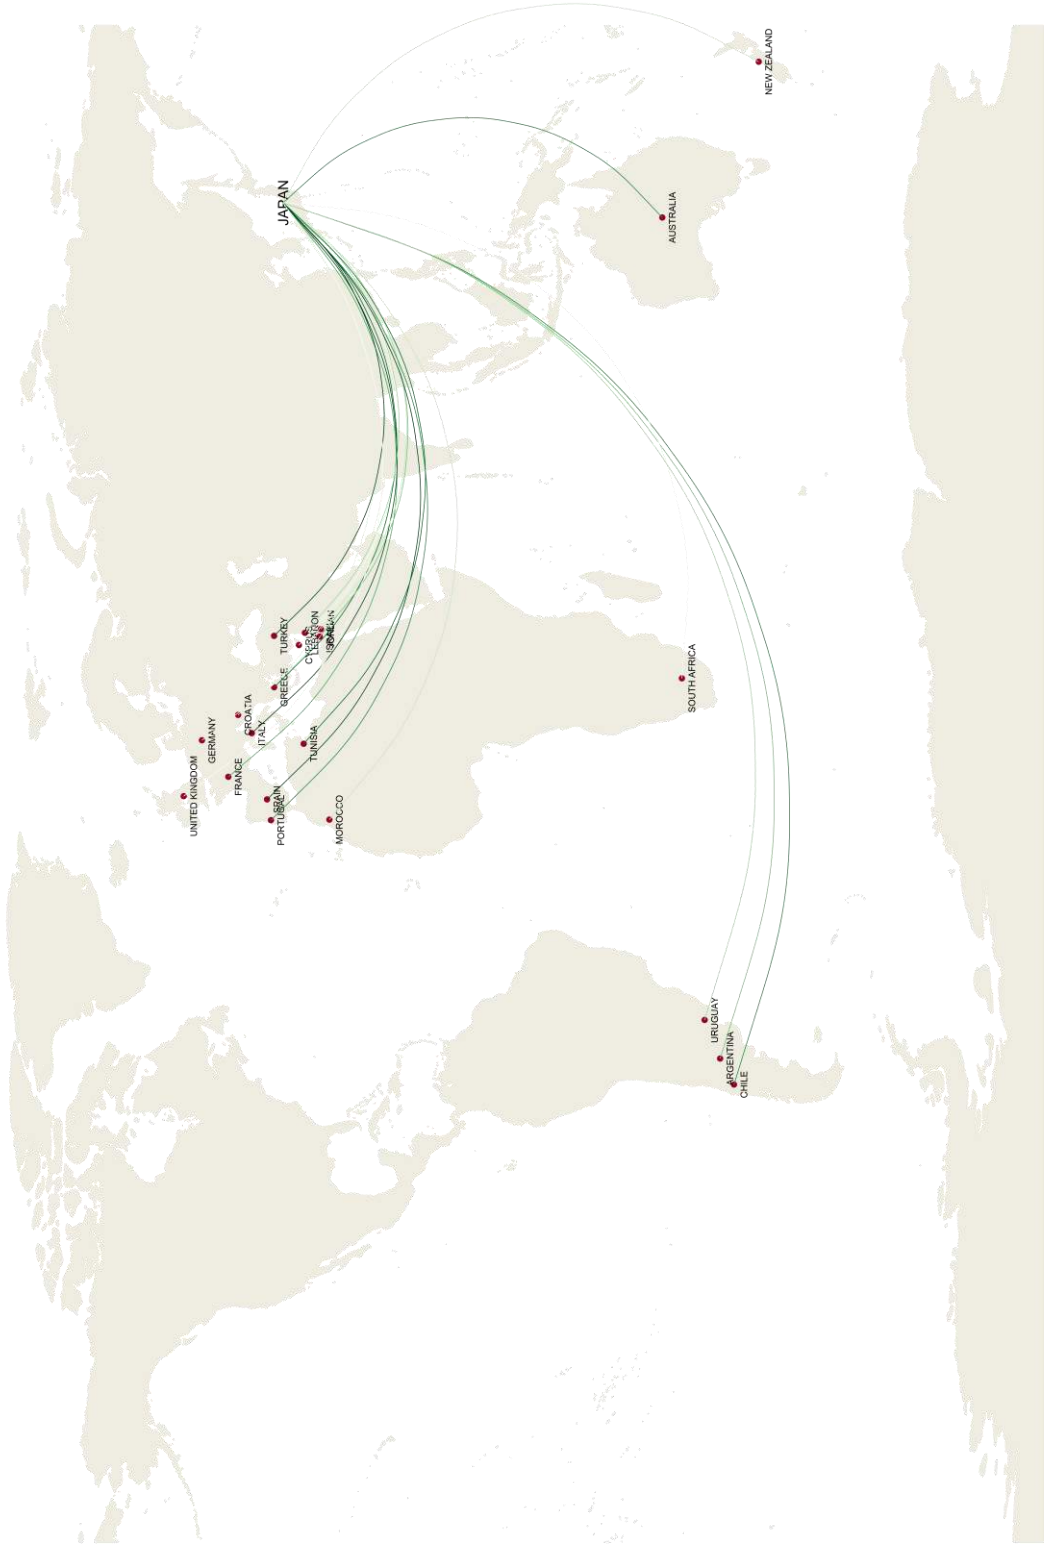 UNITED KINGDOM
GERMANY
FRANCE
CROATIA
ITALY
SPAIN
PORTUGAL
GREECE
TURKEY
CYPRUS
LEBANON
ISRAEL
TUNISIA
MOROCCO
JAPAN
SOUTH AFRICA
AUSTRALIA
URUGUAY
ARGENTINA
CHILE
NEW ZEALAND